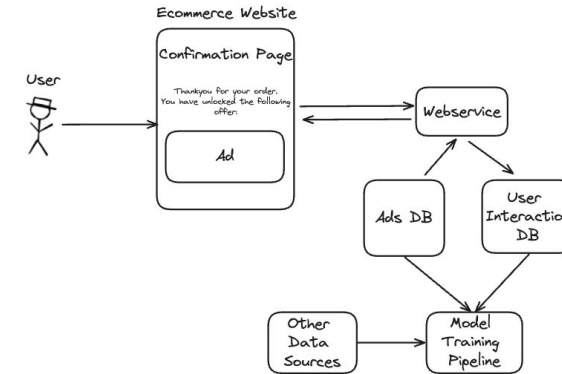 Ecommerce Website
Confirmation Page
User
Thankyou for your order.
You have unlocked the following
offer:
Ad
Webservice
Ads DB
User
Interactio
DB
Other
Data
Sources
Model
Training
Pipeline